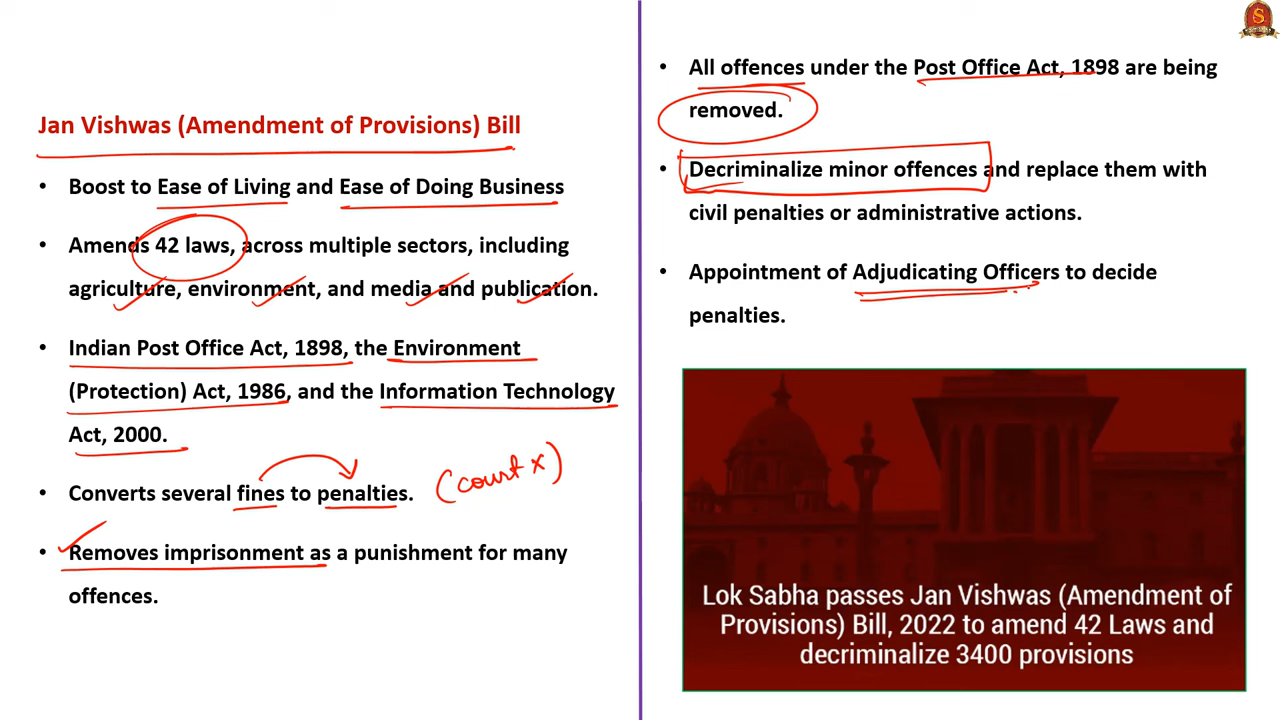 Jan Vishwas (Amendment of Provisions) Bill
• Boost to Ease of Living and Ease of Doing Business
• Amends 42 laws, across multiple sectors, including
agriculture, environment, and media and publication.
• Indian Post Office Act, 1898, the Environment
(Protection) Act, 1986, and the Information Technology
Act, 2000.
• Converts several fines to penalties. (court x)
• Removes imprisonment as a punishment for many
offences.
• All offences under the Post Office Act, 1898 are being
removed.
• Decriminalize minor offences and replace them with
civil penalties or administrative actions.
• Appointment of Adjudicating Officers to decide
penalties.
Lok Sabha passes Jan Vishwas (Amendment of
Provisions) Bill, 2022 to amend 42 Laws and
decriminalize 3400 provisions